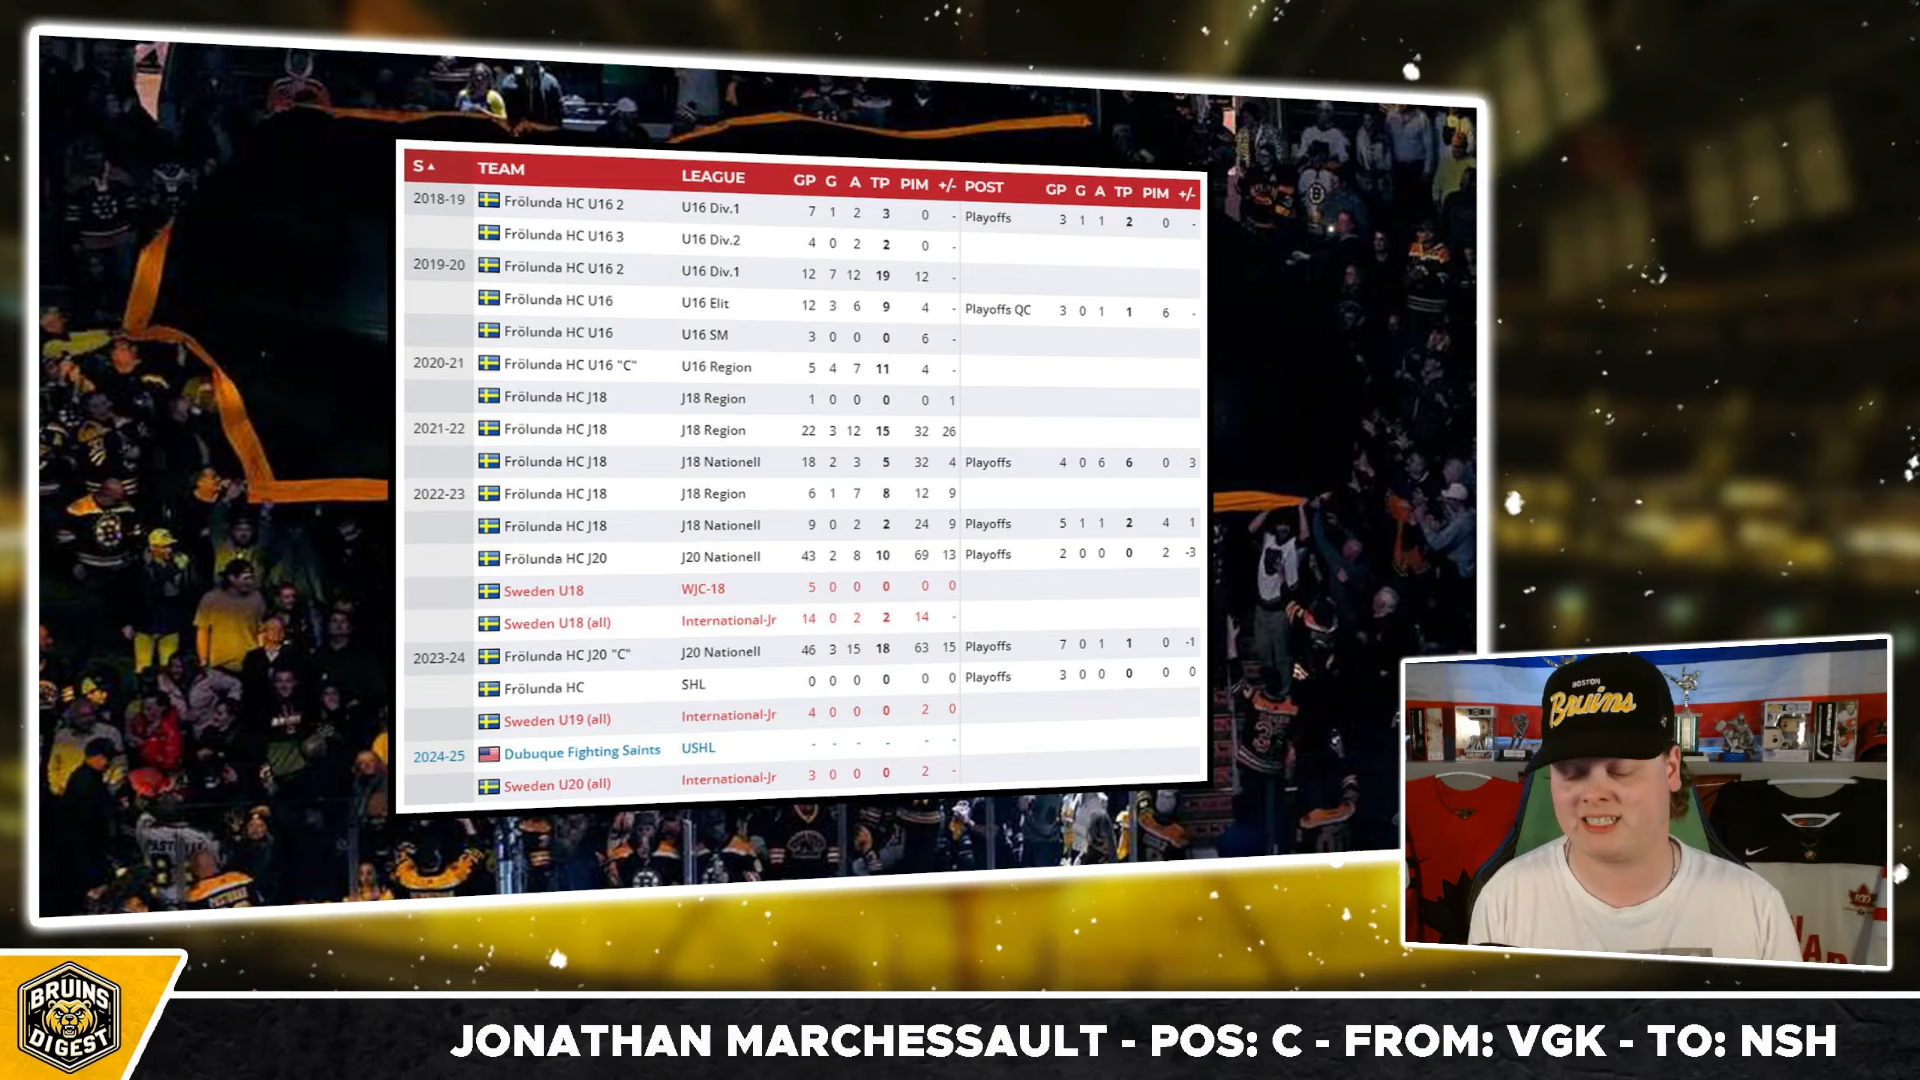 S TEAM LEAGUE GP G A TP PIM +/- POST GP G A TP PIM +/-
2018-19 Frölunda HC U16 2 U16 Div.1 7 1 2 3 0 - Playoffs 3 1 1 2 0 -
Frölunda HC U16 3 U16 Div.2 4 0 2 2 0 -
2019-20 Frölunda HC U16 2 U16 Div.1 12 7 12 19 12 -
Frölunda HC U16 U16 Elit 12 3 6 9 4 - Playoffs QC 3 0 1 1 6 -
Frölunda HC U16 U16 SM 3 0 0 0 6 -
2020-21 Frölunda HC U16 "C" U16 Region 5 4 7 11 4 -
Frölunda HC J18 J18 Region 1 0 0 0 0 1
2021-22 Frölunda HC J18 J18 Region 22 3 12 15 32 26
Frölunda HC J18 J18 Nationell 18 2 3 5 32 4 Playoffs 4 0 6 6 0 3
2022-23 Frölunda HC J18 J18 Region 6 1 7 8 12 9
Frölunda HC J18 J18 Nationell 9 0 2 2 24 9 Playoffs 5 1 1 2 4 1
Frölunda HC J20 J20 Nationell 43 2 8 10 69 13 Playoffs 2 0 0 0 2 -3
Sweden U18 WJC-18 5 0 0 0 0 0
Sweden U18 (all) International-Jr 14 0 2 2 14 -
2023-24 Frölunda HC J20 "C" J20 Nationell 46 3 15 18 63 15 Playoffs 7 0 1 1 0 -1
Frölunda HC SHL 0 0 0 0 0 0 Playoffs 3 0 0 0 0 0
Sweden U19 (all) International-Jr 4 0 0 0 2 0
2024-25 Dubuque Fighting Saints USHL - - - - - -
Sweden U20 (all) International-Jr 3 0 0 0 2 -
BOSTON
Bruins
BRUINS
DIGEST
JONATHAN MARCHESSAULT - POS: C - FROM: VGK - TO: NSH